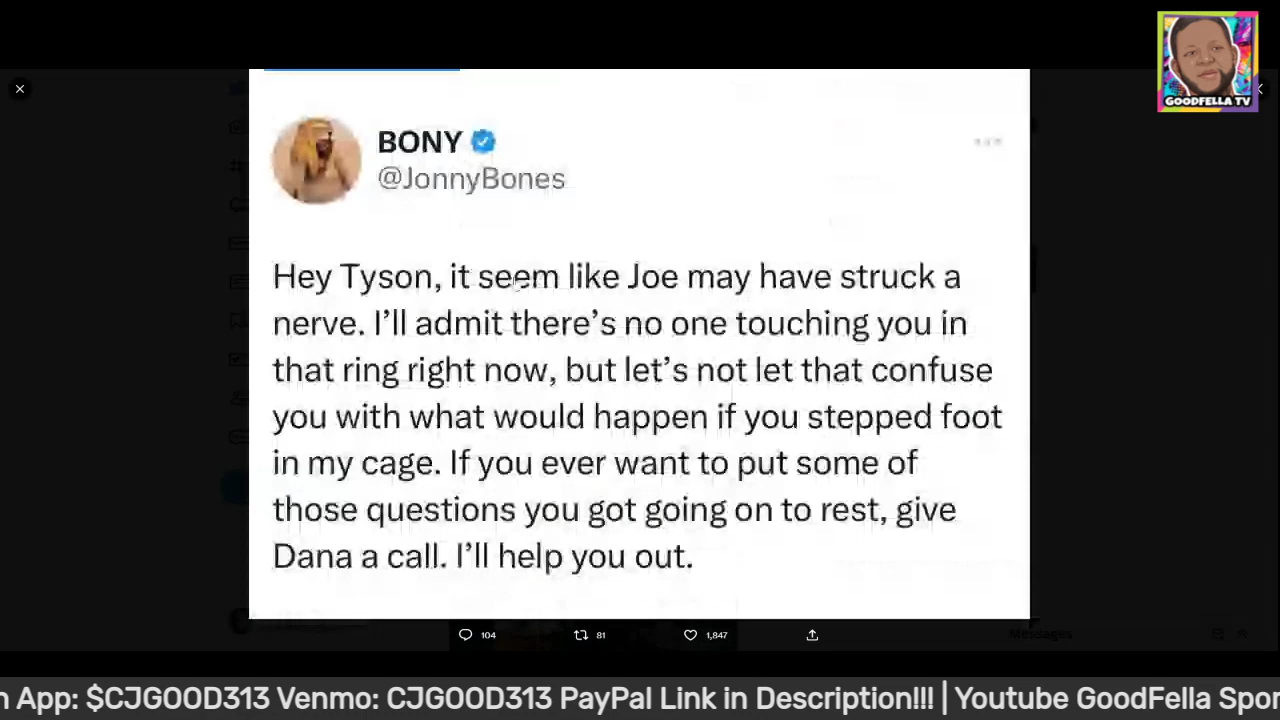 GOODFELLA TV
BONY
@JonnyBones
Hey Tyson, it seem like Joe may have struck a
nerve. I’ll admit there’s no one touching you in
that ring right now, but let’s not let that confuse
you with what would happen if you stepped foot
in my cage. If you ever want to put some of
those questions you got going on to rest, give
Dana a call. I’ll help you out.
104 81 1,847
Messages
n App: $CJGOOD313 Venmo: CJGOOD313 PayPal Link in Description!!! | Youtube GoodFella Spor